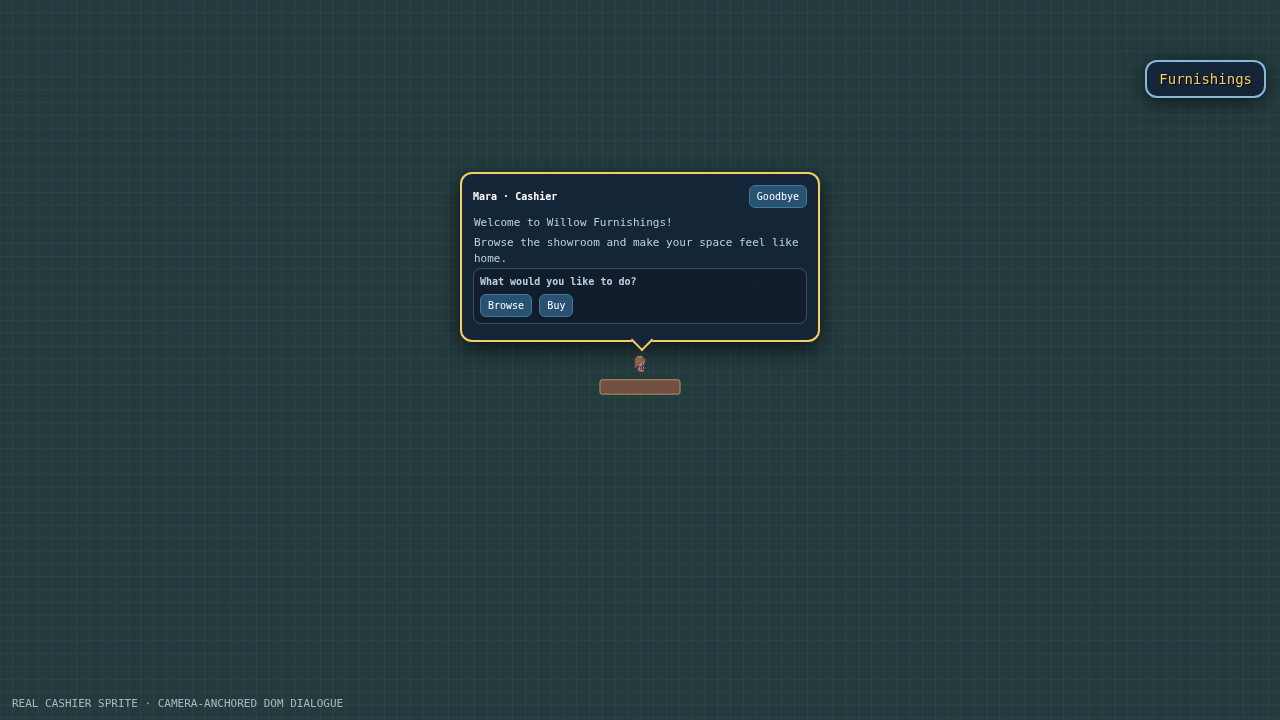 Furnishings
Mara · Cashier
Goodbye
Welcome to Willow Furnishings!
Browse the showroom and make your space feel like
home.
What would you like to do?
Browse
Buy
REAL CASHIER SPRITE · CAMERA-ANCHORED DOM DIALOGUE